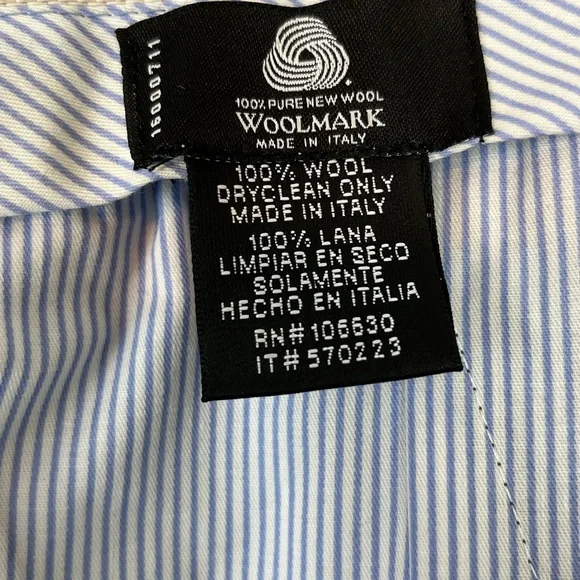 16000711
100% PURE NEW WOOL
WOOLMARK
MADE IN ITALY
100% WOOL
DRYCLEAN ONLY
MADE IN ITALY
100% LANA
LIMPIAR EN SECO
SOLAMENTE
HECHO EN ITALIA
RN# 106630
IT# 570223